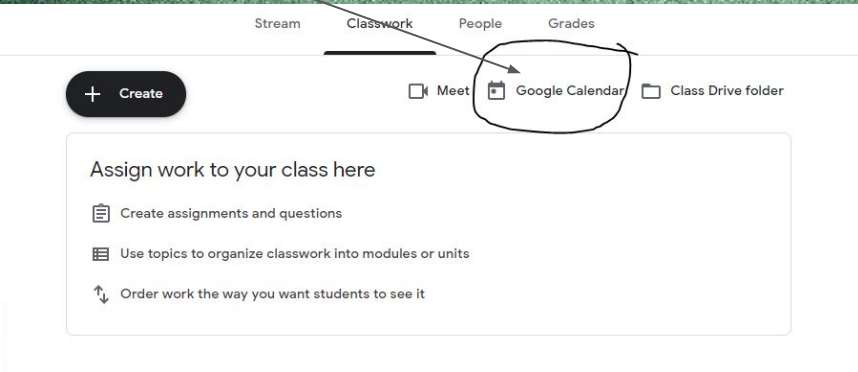 Stream Classwork People Grades
Create Meet Google Calendar Class Drive folder
Assign work to your class here
Create assignments and questions
Use topics to organize classwork into modules or units
Order work the way you want students to see it